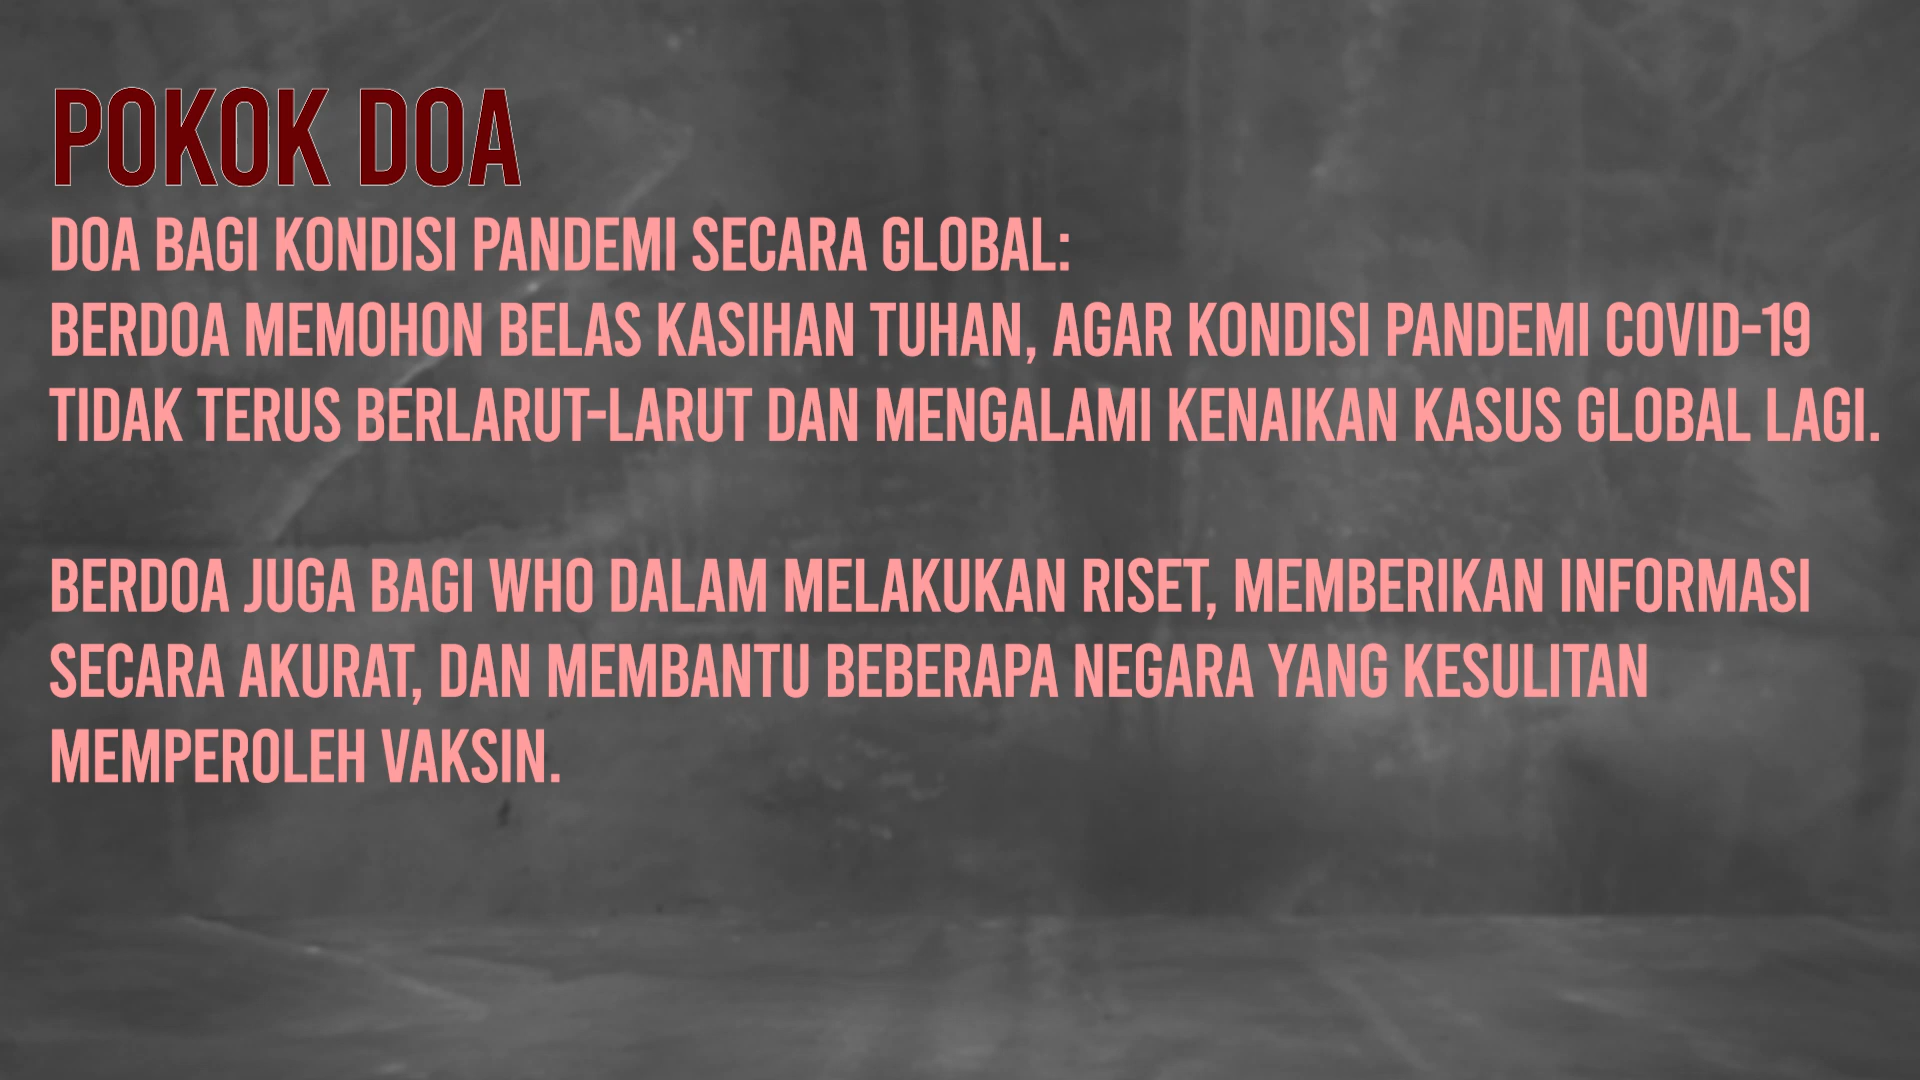 POKOK DOA
DOA BAGI KONDISI PANDEMI SECARA GLOBAL:
BERDOA MEMOHON BELAS KASIHAN TUHAN, AGAR KONDISI PANDEMI COVID-19
TIDAK TERUS BERLARUT-LARUT DAN MENGALAMI KENAIKAN KASUS GLOBAL LAGI.
BERDOA JUGA BAGI WHO DALAM MELAKUKAN RISET, MEMBERIKAN INFORMASI
SECARA AKURAT, DAN MEMBANTU BEBERAPA NEGARA YANG KESULITAN
MEMPEROLEH VAKSIN.